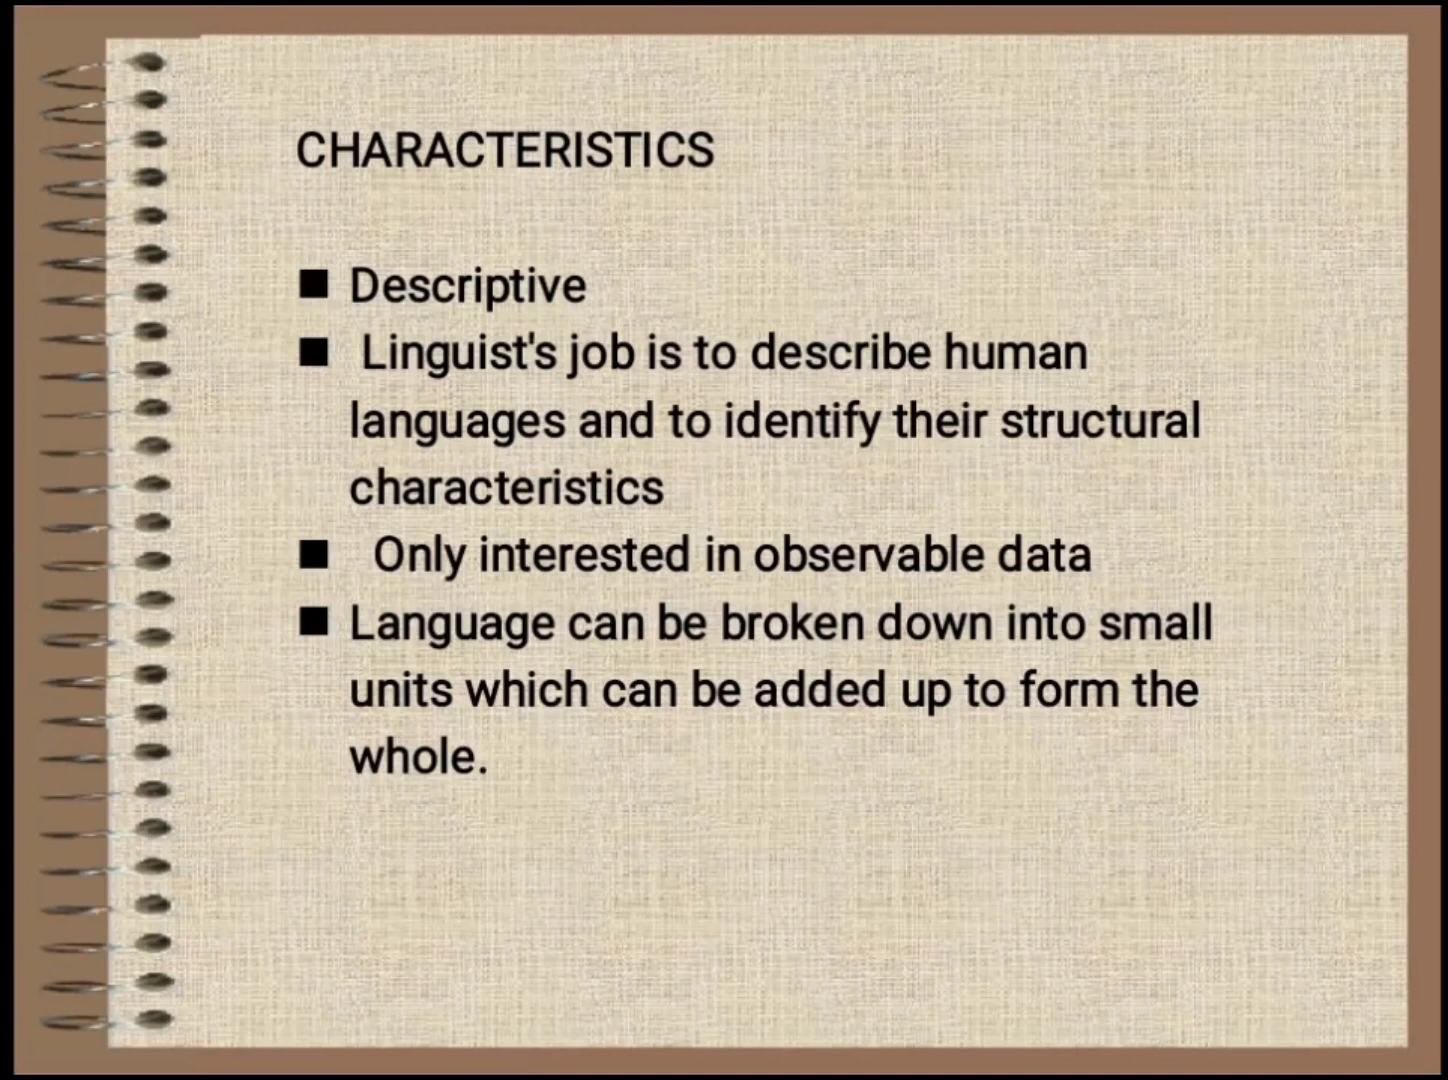 CHARACTERISTICS
■ Descriptive
■ Linguist's job is to describe human
languages and to identify their structural
characteristics
■ Only interested in observable data
■ Language can be broken down into small
units which can be added up to form the
whole.